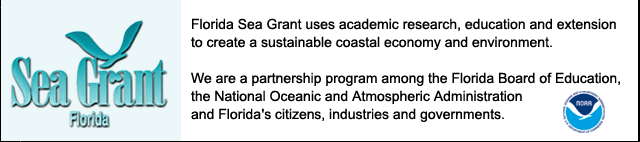 Sea Grant
Florida
Florida Sea Grant uses academic research, education and extension
to create a sustainable coastal economy and environment.
We are a partnership program among the Florida Board of Education,
the National Oceanic and Atmospheric Administration
and Florida's citizens, industries and governments.
NOAA